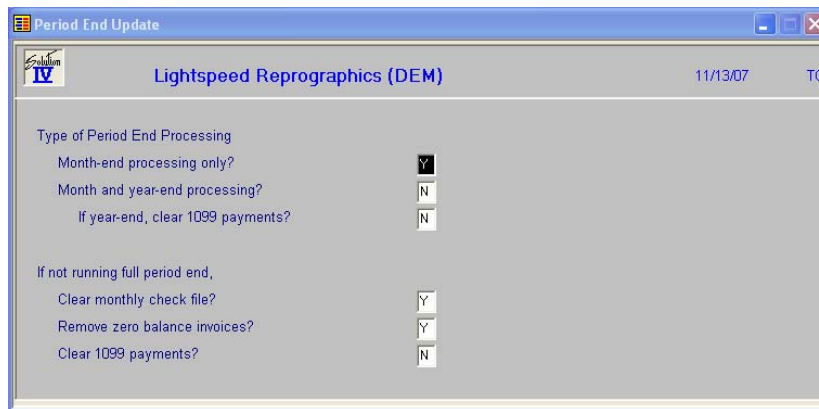 Period End Update
Solution
IV
Lightspeed Reprographics (DEM) 11/13/07
Type of Period End Processing
Month-end processing only? Y
Month and year-end processing? N
If year-end, clear 1099 payments? N
If not running full period end,
Clear monthly check file? Y
Remove zero balance invoices? Y
Clear 1099 payments? N